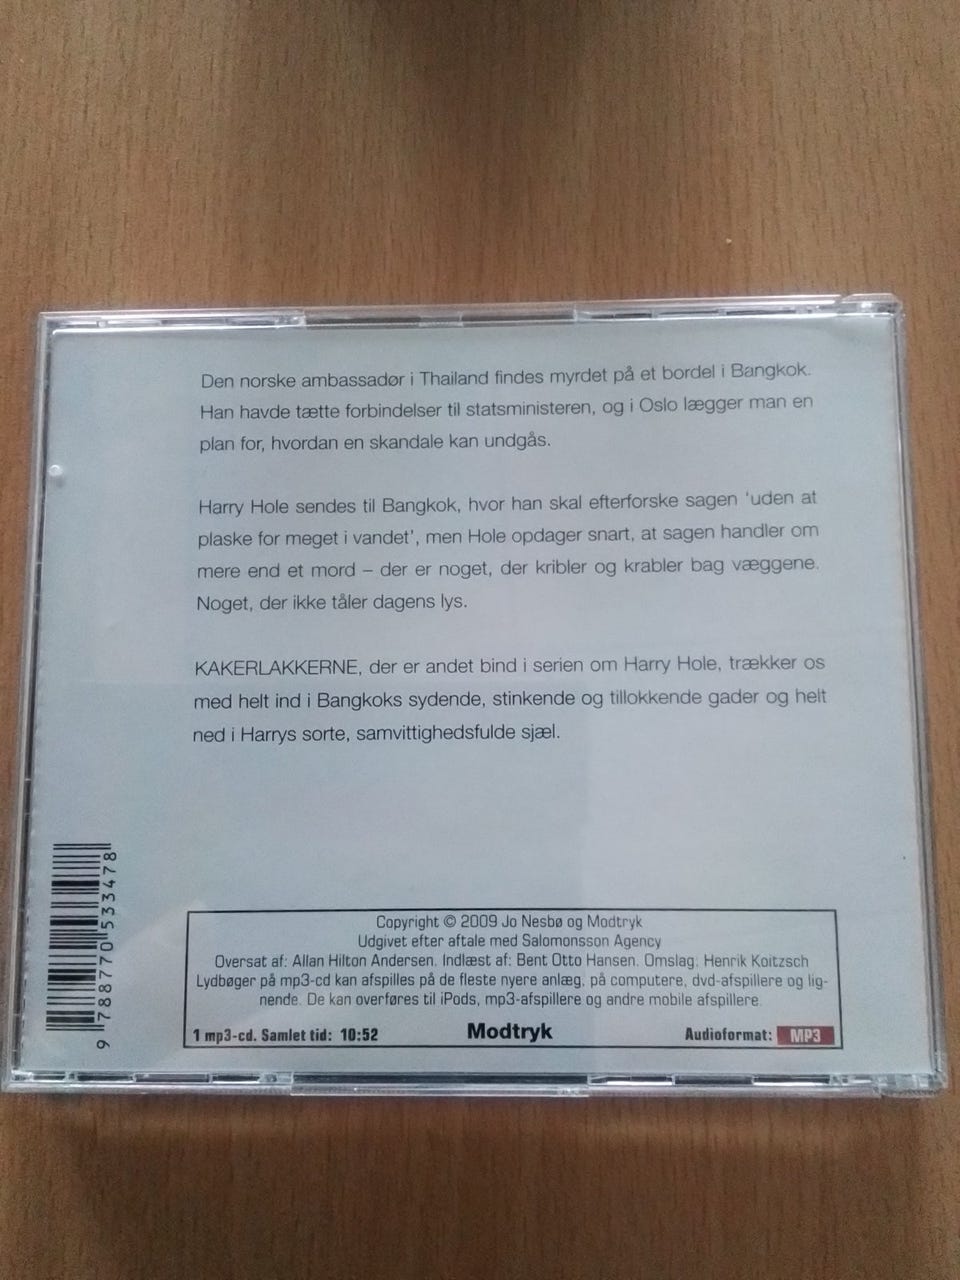 Den norske ambassadør i Thailand findes myrdet på et bordel i Bangkok.
Han havde tætte forbindelser til statsministeren, og i Oslo lægger man en
plan for, hvordan en skandale kan undgås.
Harry Hole sendes til Bangkok, hvor han skal efterforske sagen 'uden at
plaske for meget i vandet', men Hole opdager snart, at sagen handler om
mere end et mord – der er noget, der kribler og krabler bag væggene.
Noget, der ikke tåler dagens lys.
KAKERLAKKERNE, der er andet bind i serien om Harry Hole, trækker os
med helt ind i Bangkoks sydende, stinkende og tillokkende gader og helt
ned i Harrys sorte, samvittighedsfulde sjæl.
9 788770 533478
Copyright © 2009 Jo Nesbø og Modtryk
Udgivet efter aftale med Salomonsson Agency
Oversat af: Allan Hilton Andersen. Indlæst af: Bent Otto Hansen. Omslag. Henrik Koitzsch
Lydbøger på mp3-cd kan afspilles på de fleste nyere anlæg, på computere, dvd-afspillere og lig-
nende. De kan overføres til iPods, mp3-afspillere og andre mobile afspillere.
1 mp3-cd. Samlet tid: 10:52 Modtryk Audioformat: MP3